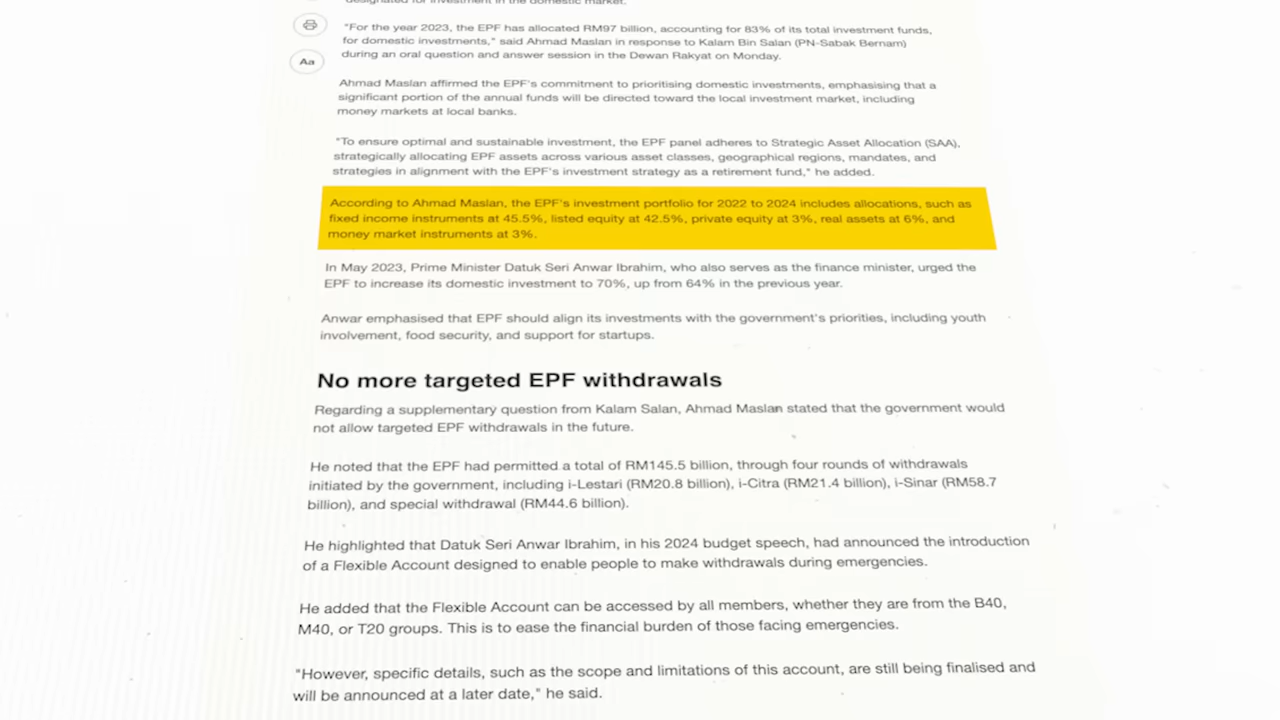 designated for investment in the domestic market.
"For the year 2023, the EPF has allocated RM97 billion, accounting for 83% of its total investment funds,
for domestic investments," said Ahmad Maslan in response to Kalam Bin Salan (PN-Sabak Bernam)
during an oral question and answer session in the Dewan Rakyat on Monday.
Aa
Ahmad Maslan affirmed the EPF's commitment to prioritising domestic investments, emphasising that a
significant portion of the annual funds will be directed toward the local investment market, including
money markets at local banks.
"To ensure optimal and sustainable investment, the EPF panel adheres to Strategic Asset Allocation (SAA),
strategically allocating EPF assets across various asset classes, geographical regions, mandates, and
strategies in alignment with the EPF's investment strategy as a retirement fund," he added.
According to Ahmad Maslan, the EPF's investment portfolio for 2022 to 2024 includes allocations, such as
fixed income instruments at 45.5%, listed equity at 42.5%, private equity at 3%, real assets at 6%, and
money market instruments at 3%.
In May 2023, Prime Minister Datuk Seri Anwar Ibrahim, who also serves as the finance minister, urged the
EPF to increase its domestic investment to 70%, up from 64% in the previous year.
Anwar emphasised that EPF should align its investments with the government's priorities, including youth
involvement, food security, and support for startups.
No more targeted EPF withdrawals
Regarding a supplementary question from Kalam Salan, Ahmad Maslan stated that the government would
not allow targeted EPF withdrawals in the future.
He noted that the EPF had permitted a total of RM145.5 billion, through four rounds of withdrawals
initiated by the government, including i-Lestari (RM20.8 billion), i-Citra (RM21.4 billion), i-Sinar (RM58.7
billion), and special withdrawal (RM44.6 billion).
He highlighted that Datuk Seri Anwar Ibrahim, in his 2024 budget speech, had announced the introduction
of a Flexible Account designed to enable people to make withdrawals during emergencies.
He added that the Flexible Account can be accessed by all members, whether they are from the B40,
M40, or T20 groups. This is to ease the financial burden of those facing emergencies.
"However, specific details, such as the scope and limitations of this account, are still being finalised and
will be announced at a later date," he said.